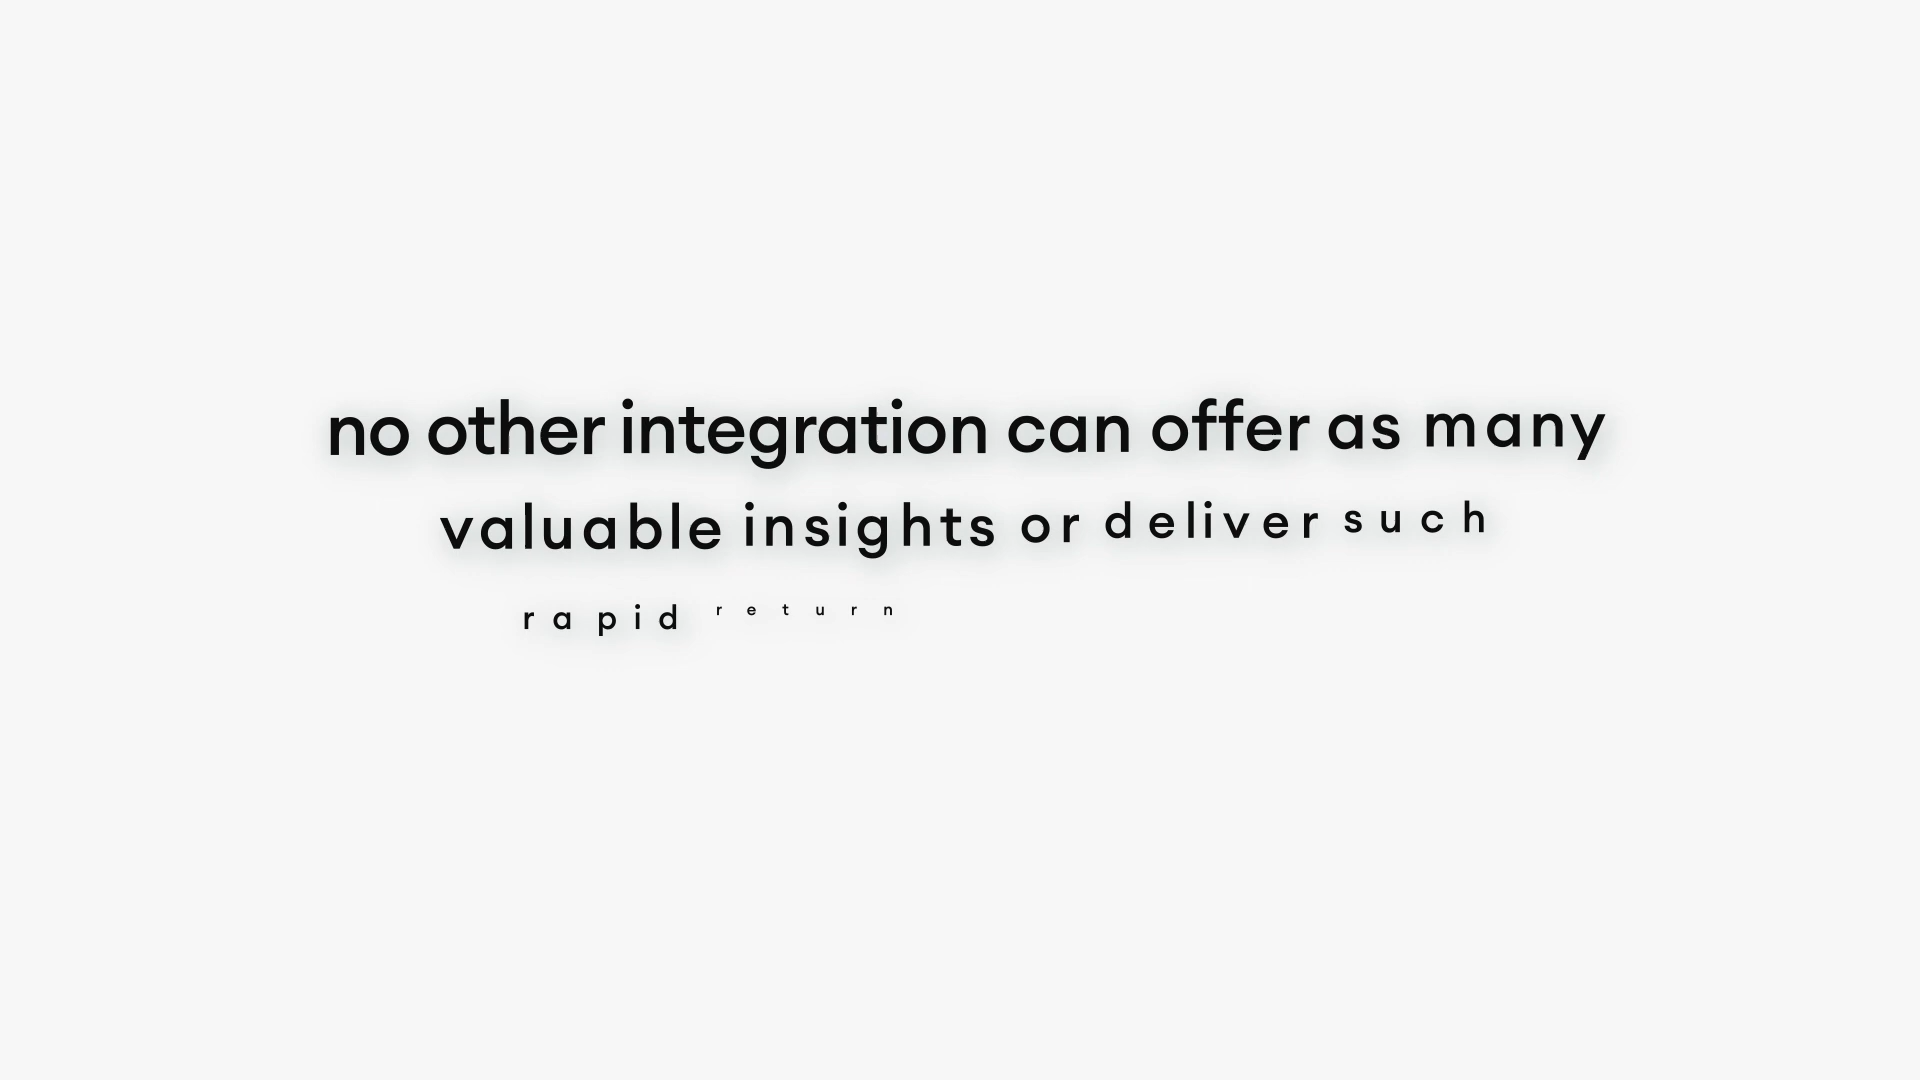 no other integration can offer as many
valuable insights or deliver such
rapid return